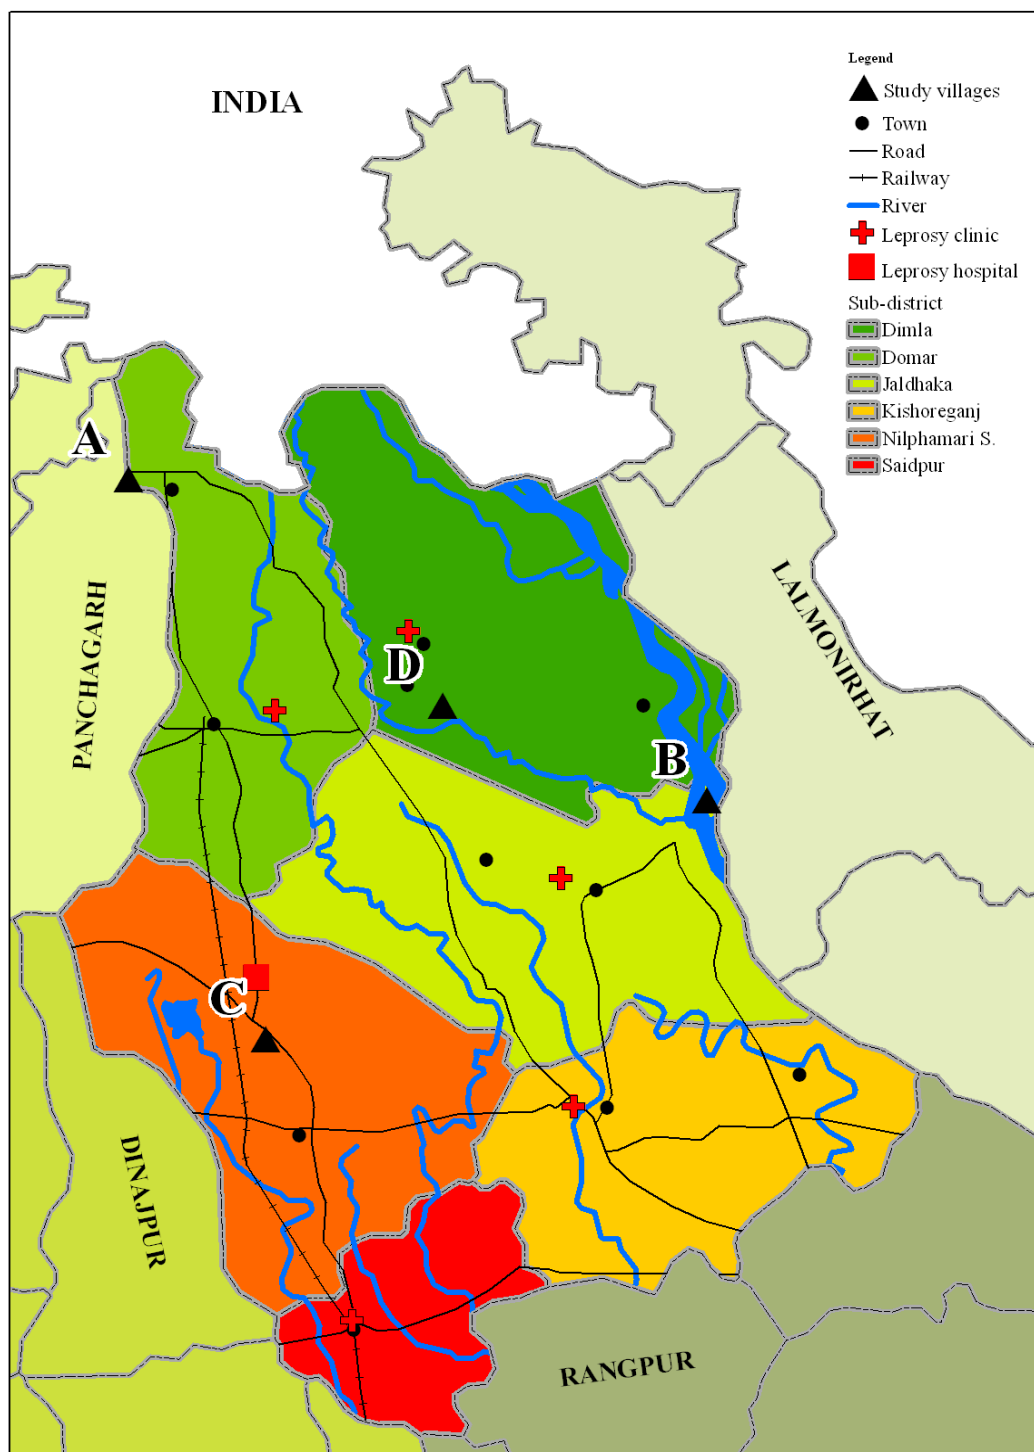 INDIA
Legend
Study villages
Town
Road
Railway
River
Leprosy clinic
Leprosy hospital
Sub-district
Dimla
Domar
Jaldhaka
Kishoreganj
Nilphamari S.
Saidpur
A
PANCHAGARH
LALMONIRHAT
D
B
C
DINAJPUR
RANGPUR